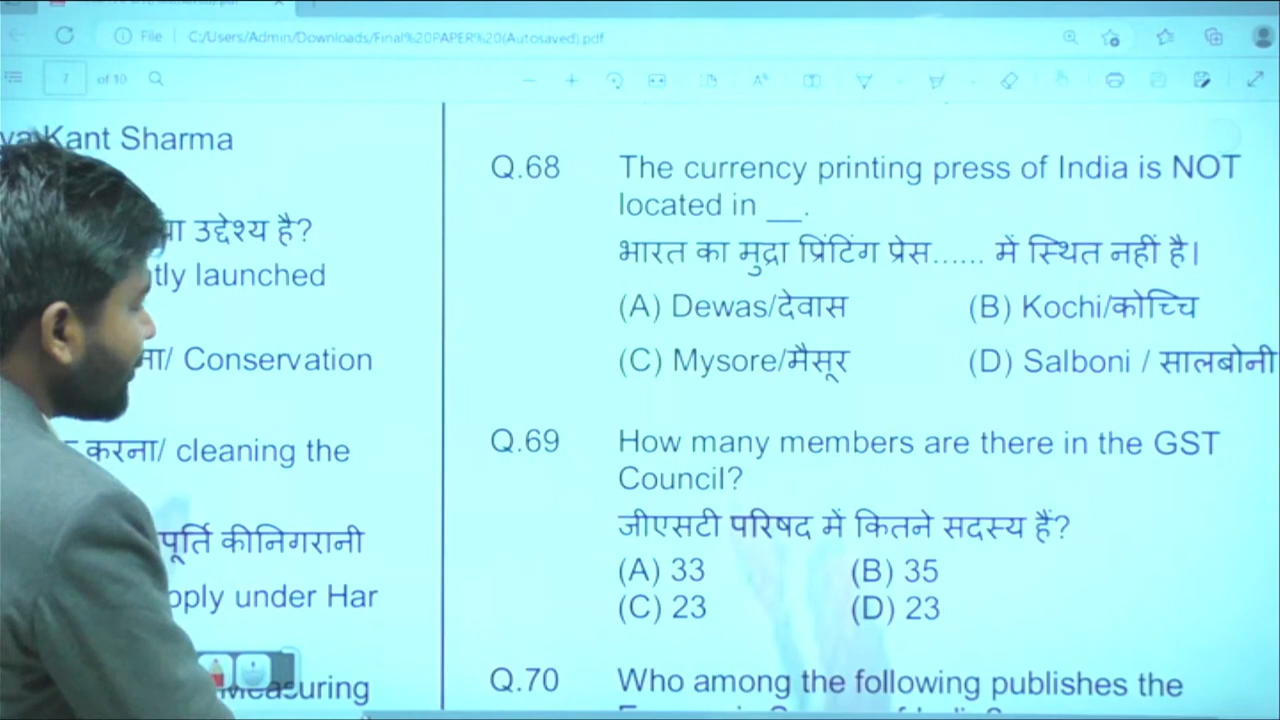 File | C:/Users/Admin/Downloads/Final%20PAPER%20(Autosaved).pdf
7 of 10
Kant Sharma
उद्देश्य है?
launched
Conservation
करना/ cleaning the
पूर्ति कीनिगरानी
under Har
Q.68 The currency printing press of India is NOT
located in __.
भारत का मुद्रा प्रिंटिंग प्रेस...... में स्थित नहीं है।
(A) Dewas/देवास (B) Kochi/कोच्चि
(C) Mysore/मैसूर (D) Salboni / सालबोनी
Q.69 How many members are there in the GST
Council?
जीएसटी परिषद में कितने सदस्य हैं?
(A) 33 (B) 35
(C) 23 (D) 23
Q.70 Who among the following publishes the